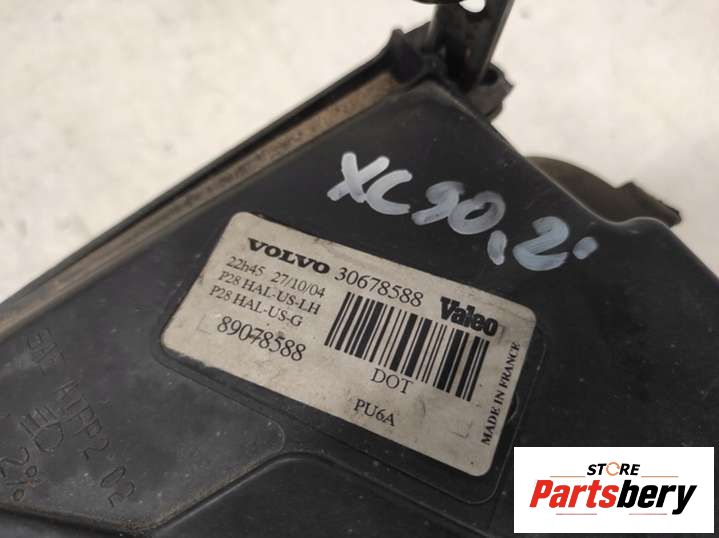 XC90,2'
VOLVO 30678588 Valeo
22h45 27/10/04
P28 HAL-US-LH
P28 HAL-US-G
89078588
DOT
PU6A
MADE IN FRANCE
STORE
Partsbery